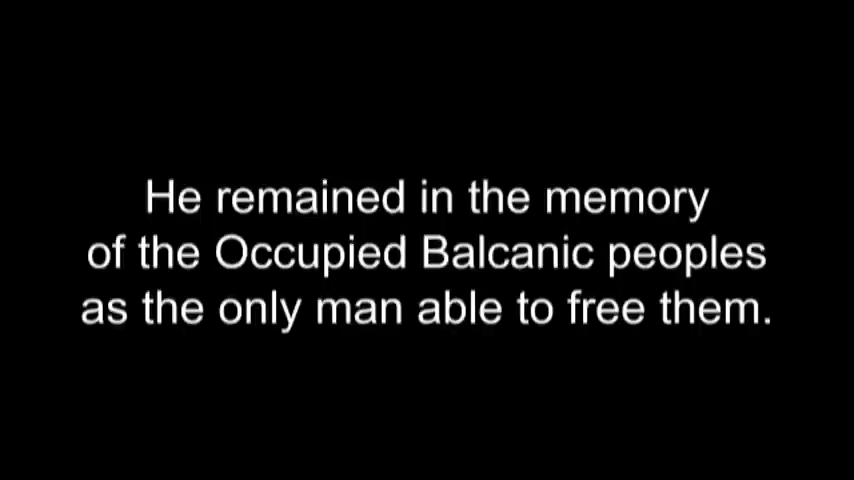 He remained in the memory
of the Occupied Balcanic peoples
as the only man able to free them.